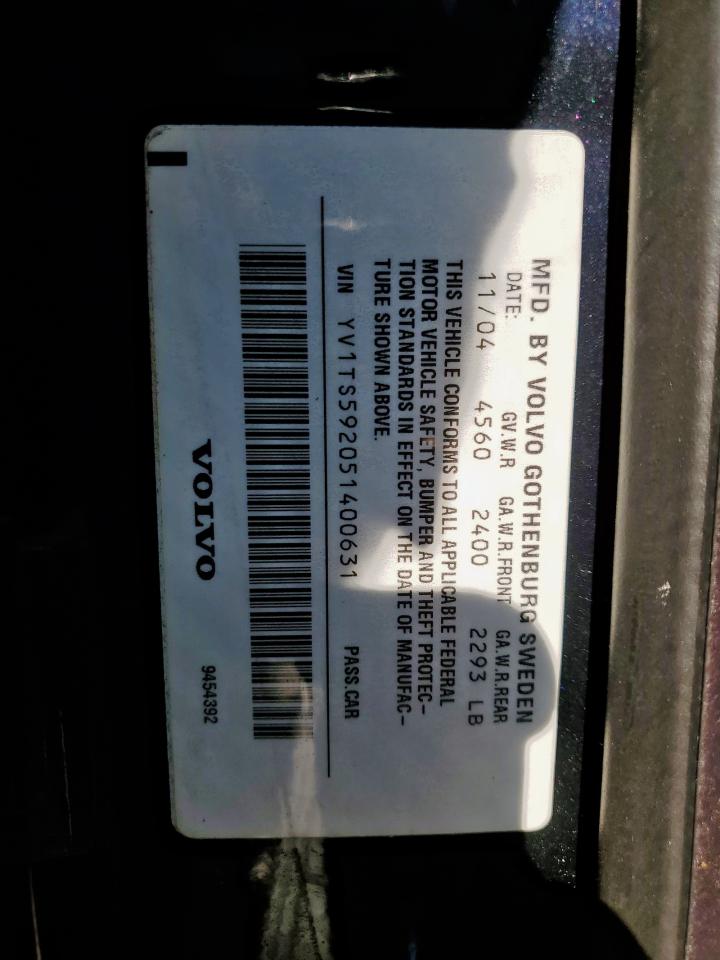 MFD. BY VOLVO GOTHENBURG SWEDEN
DATE: GV.W.R GA.W.R.FRONT GA.W.R.REAR
11/04 4560 2400 2293 LB
THIS VEHICLE CONFORMS TO ALL APPLICABLE FEDERAL
MOTOR VEHICLE SAFETY, BUMPER AND THEFT PROTEC-
TION STANDARDS IN EFFECT ON THE DATE OF MANUFAC-
TURE SHOWN ABOVE.
VIN YV1TS592051400631 PASS.CAR
VOLVO
9454392